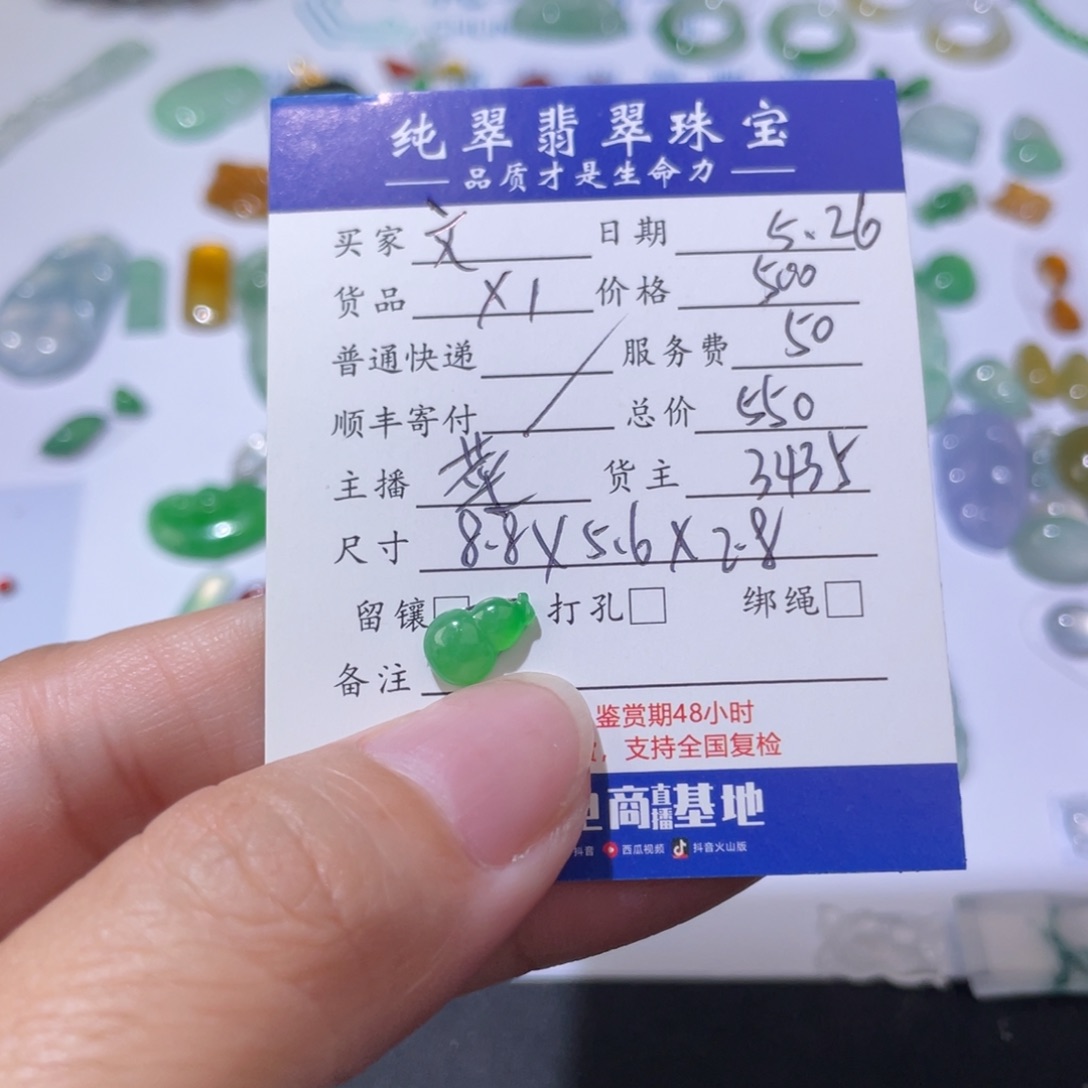 纯翠翡翠珠宝
品质才是生命力
买家 文 日期 5.26
货品 X1 价格 500
普通快递 服务费 50
顺丰寄付 总价 550
主播 货主 3435
尺寸 8.8X5.6X2.8
留镶 打孔 绑绳
备注
鉴赏期48小时
，支持全国复检
电商直播基地
抖音 西瓜视频 抖音火山版